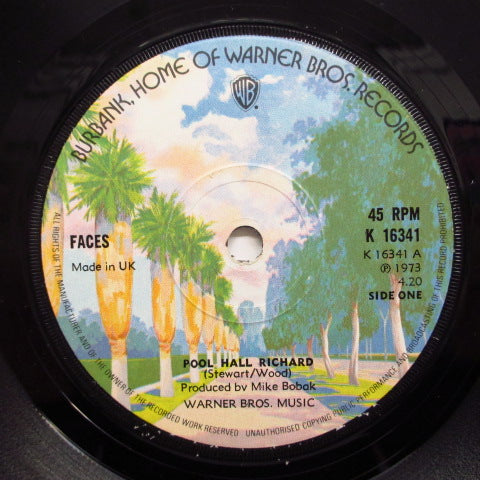 BURBANK, HOME OF WARNER BROS. RECORDS
WB
FACES
Made in UK
45 RPM
K 16341
K 16341 A
℗ 1973
4.20
SIDE ONE
POOL HALL RICHARD
(Stewart/Wood)
Produced by Mike Bobak
WARNER BROS. MUSIC
ALL RIGHTS OF THE MANUFACTURER AND OF THE OWNER OF THE RECORDED WORK RESERVED
UNAUTHORISED COPYING PUBLIC PERFORMANCE AND BROADCASTING OF THIS RECORD PROHIBITED